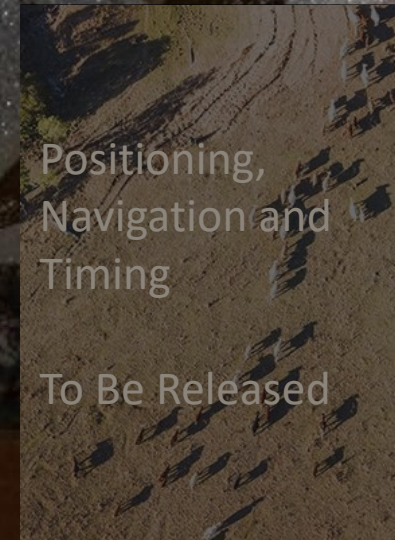 Positioning,
Navigation and
Timing
To Be Released